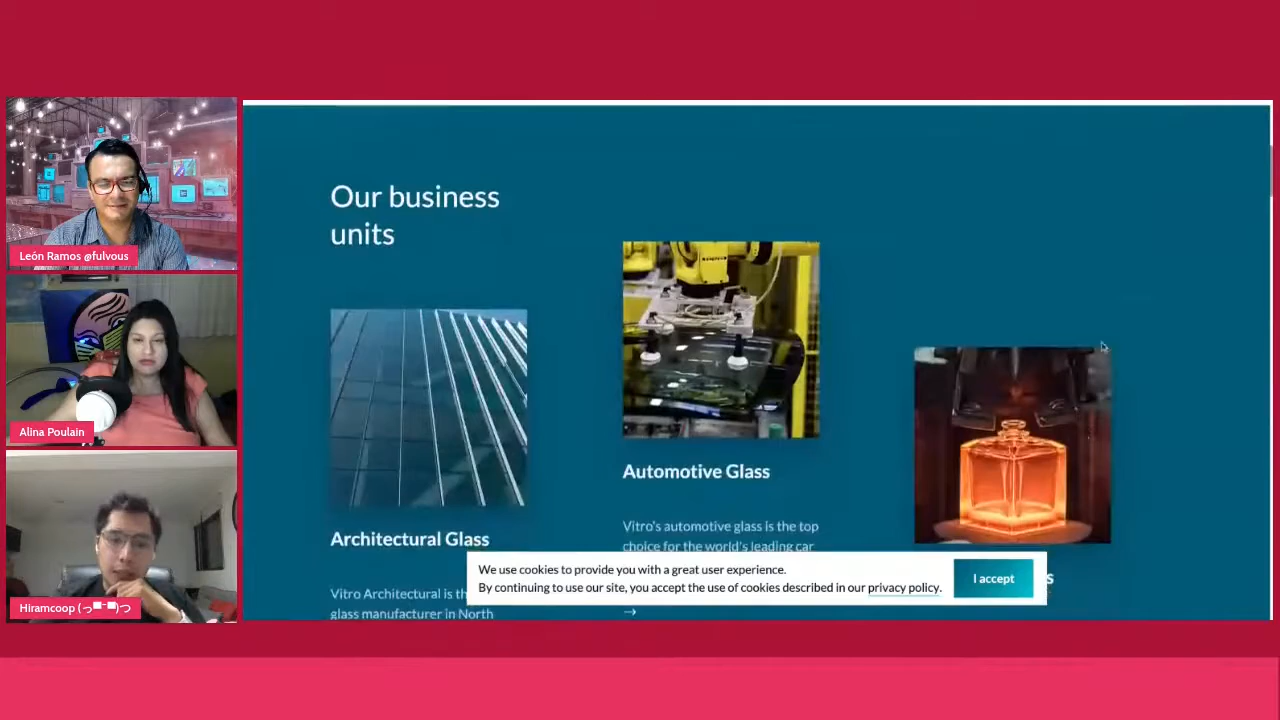 León Ramos @fulvous
Alina Poulain
Hiramcoop (っ▀¯▀)つ
Our business
units
Architectural Glass
Vitro Architectural is th
glass manufacturer in North
Automotive Glass
Vitro's automotive glass is the top
choice for the world's leading car
→
s
We use cookies to provide you with a great user experience.
By continuing to use our site, you accept the use of cookies described in our privacy policy.
I accept